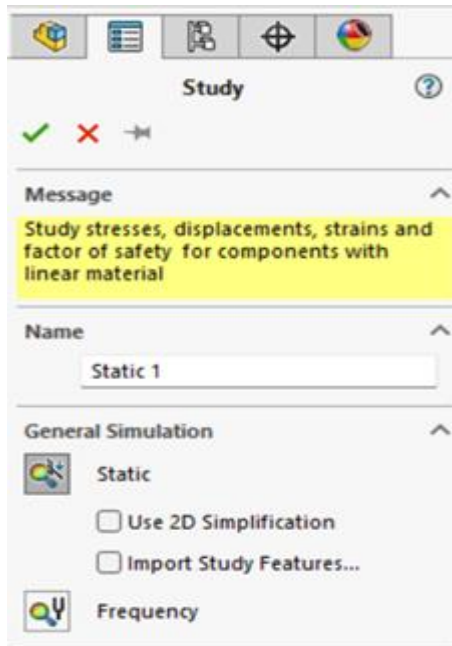 Study
Message
Study stresses, displacements, strains and
factor of safety for components with
linear material
Name
Static 1
General Simulation
Static
Use 2D Simplification
Import Study Features...
Frequency